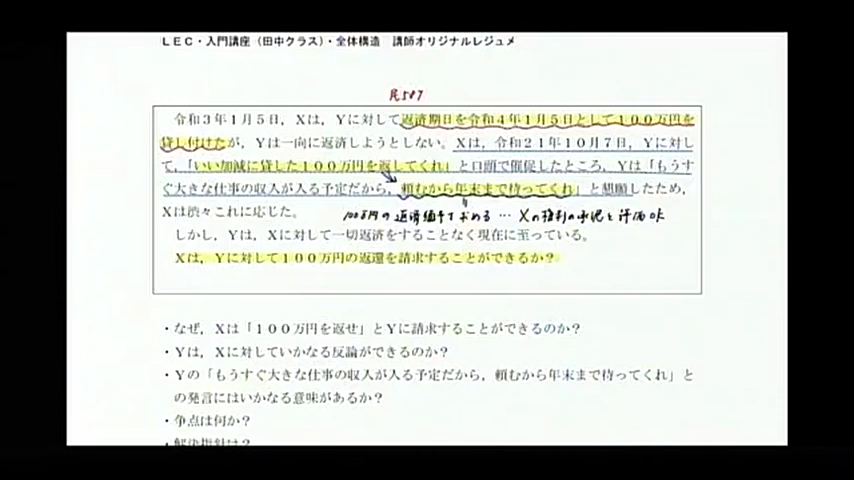 LEC・入門講座(田中クラス)・全体構造 講師オリジナルレジュメ
民587
令和3年1月5日,Xは,Yに対して返済期日を令和4年1月5日として100万円を
貸し付けたが,Yは一向に返済しようとしない。Xは,令和21年10月7日,Yに対し
て,「いい加減に貸した100万円を返してくれ」と口頭で催促したところ,Yは「もうす
ぐ大きな仕事の収入が入る予定だから,頼むから年末まで待ってくれ」と懇願したため,
Xは渋々これに応じた。
100万円の返済猶予を求める…Xの権利の承認と評価OK
しかし,Yは,Xに対して一切返済をすることなく現在に至っている。
Xは,Yに対して100万円の返還を請求することができるか?
・なぜ,Xは「100万円を返せ」とYに請求することができるのか?
・Yは,Xに対していかなる反論ができるのか?
・Yの「もうすぐ大きな仕事の収入が入る予定だから,頼むから年末まで待ってくれ」と
の発言にはいかなる意味があるか?
・争点は何か?
・解決指針は?